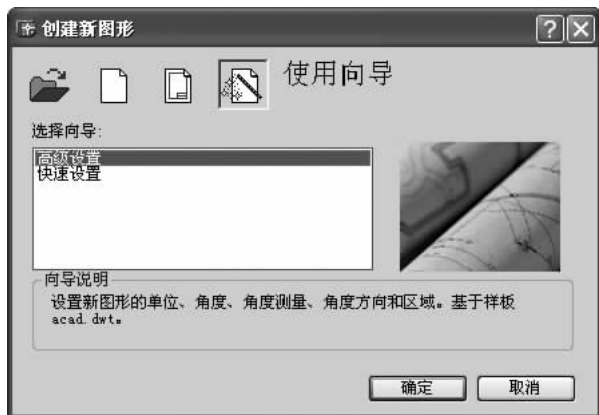 创建新图形
使用向导
选择向导:
高级设置
快速设置
向导说明
设置新图形的单位、角度、角度测量、角度方向和区域。基于样板
acad.dwt。
确定
取消